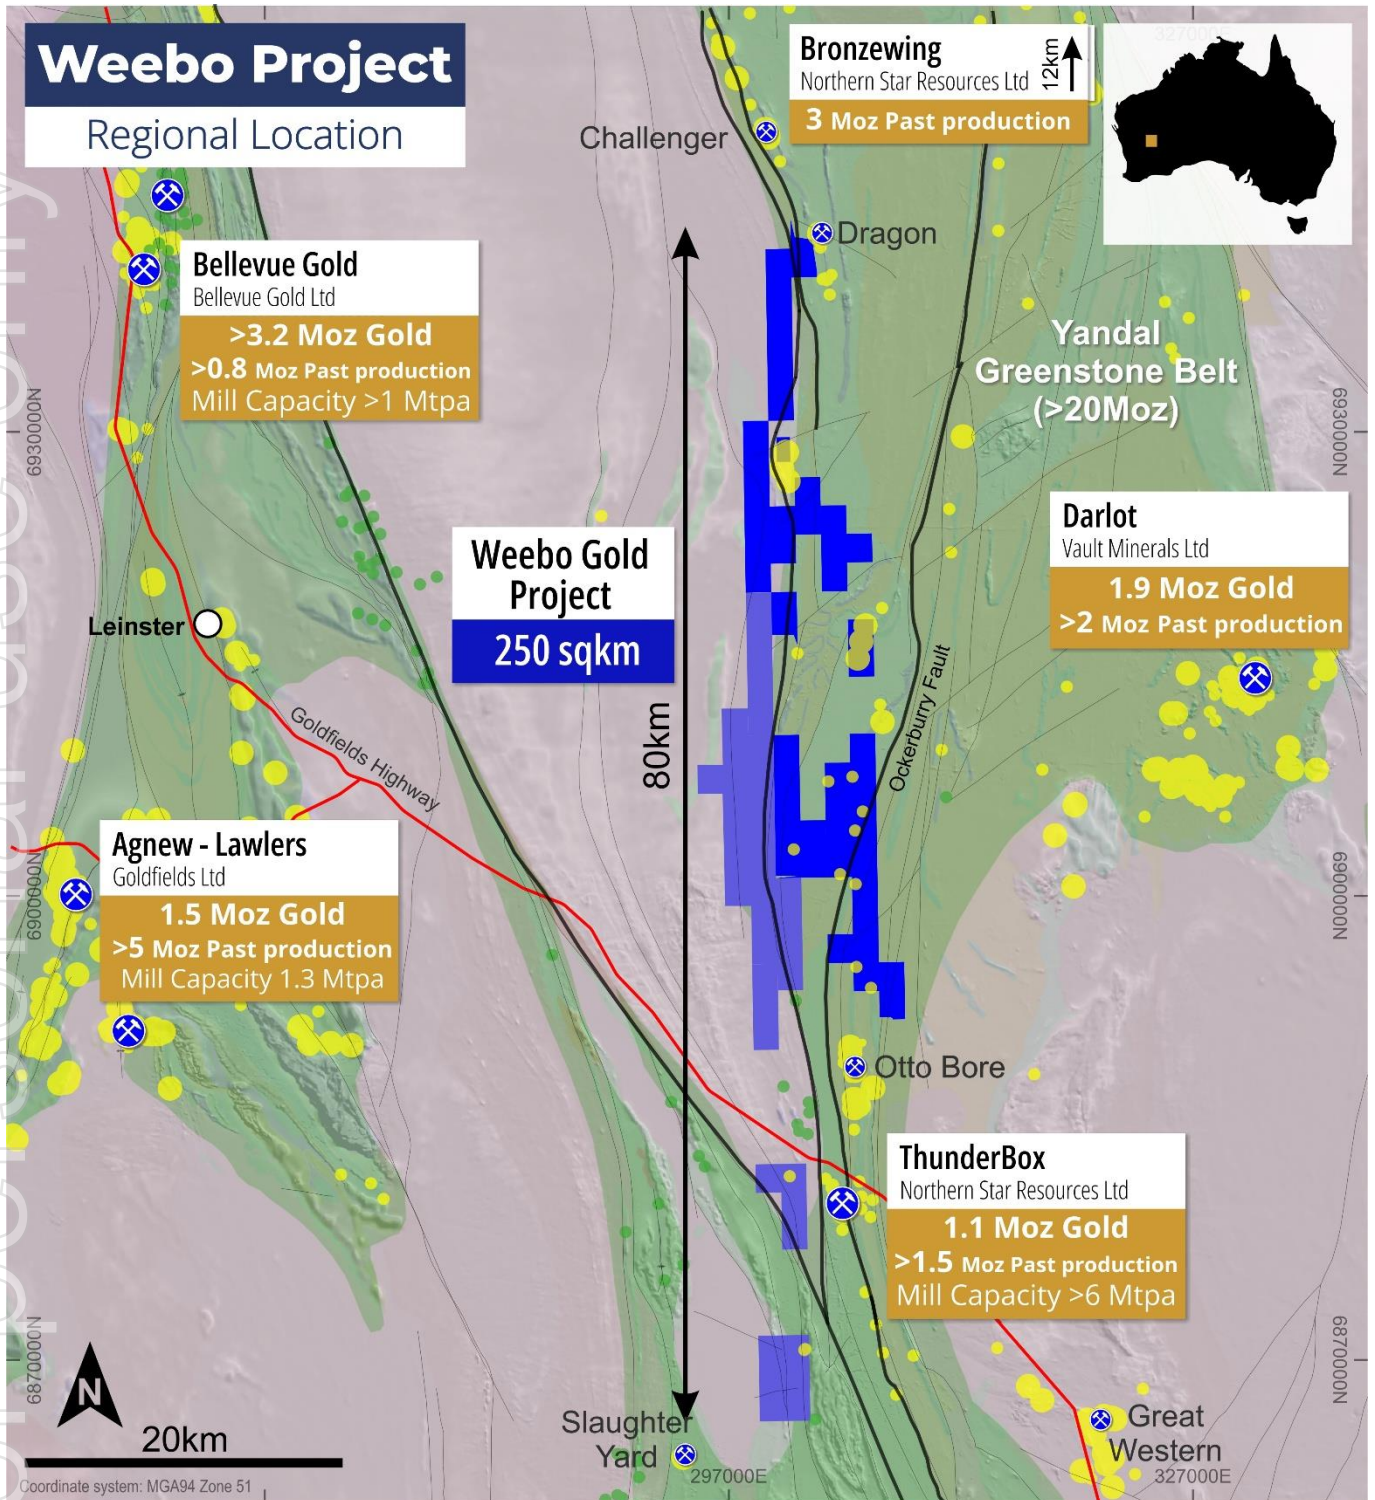 Weebo Project
Regional Location
Bronzewing
Northern Star Resources Ltd
12km
3 Moz Past production
327000E
Challenger
Dragon
Bellevue Gold
Bellevue Gold Ltd
>3.2 Moz Gold
>0.8 Moz Past production
Mill Capacity >1 Mtpa
Yandal
Greenstone Belt
(>20Moz)
6930000N
6930000N
Darlot
Vault Minerals Ltd
1.9 Moz Gold
>2 Moz Past production
Weebo Gold
Project
250 sqkm
Leinster
Goldfields Highway
80km
Ockerburry Fault
Agnew - Lawlers
Goldfields Ltd
1.5 Moz Gold
>5 Moz Past production
Mill Capacity 1.3 Mtpa
6900000N
6900000N
Otto Bore
ThunderBox
Northern Star Resources Ltd
1.1 Moz Gold
>1.5 Moz Past production
Mill Capacity >6 Mtpa
6870000N
6870000N
N
20km
Slaughter
Yard
Great
Western
297000E
327000E
Coordinate system: MGA94 Zone 51